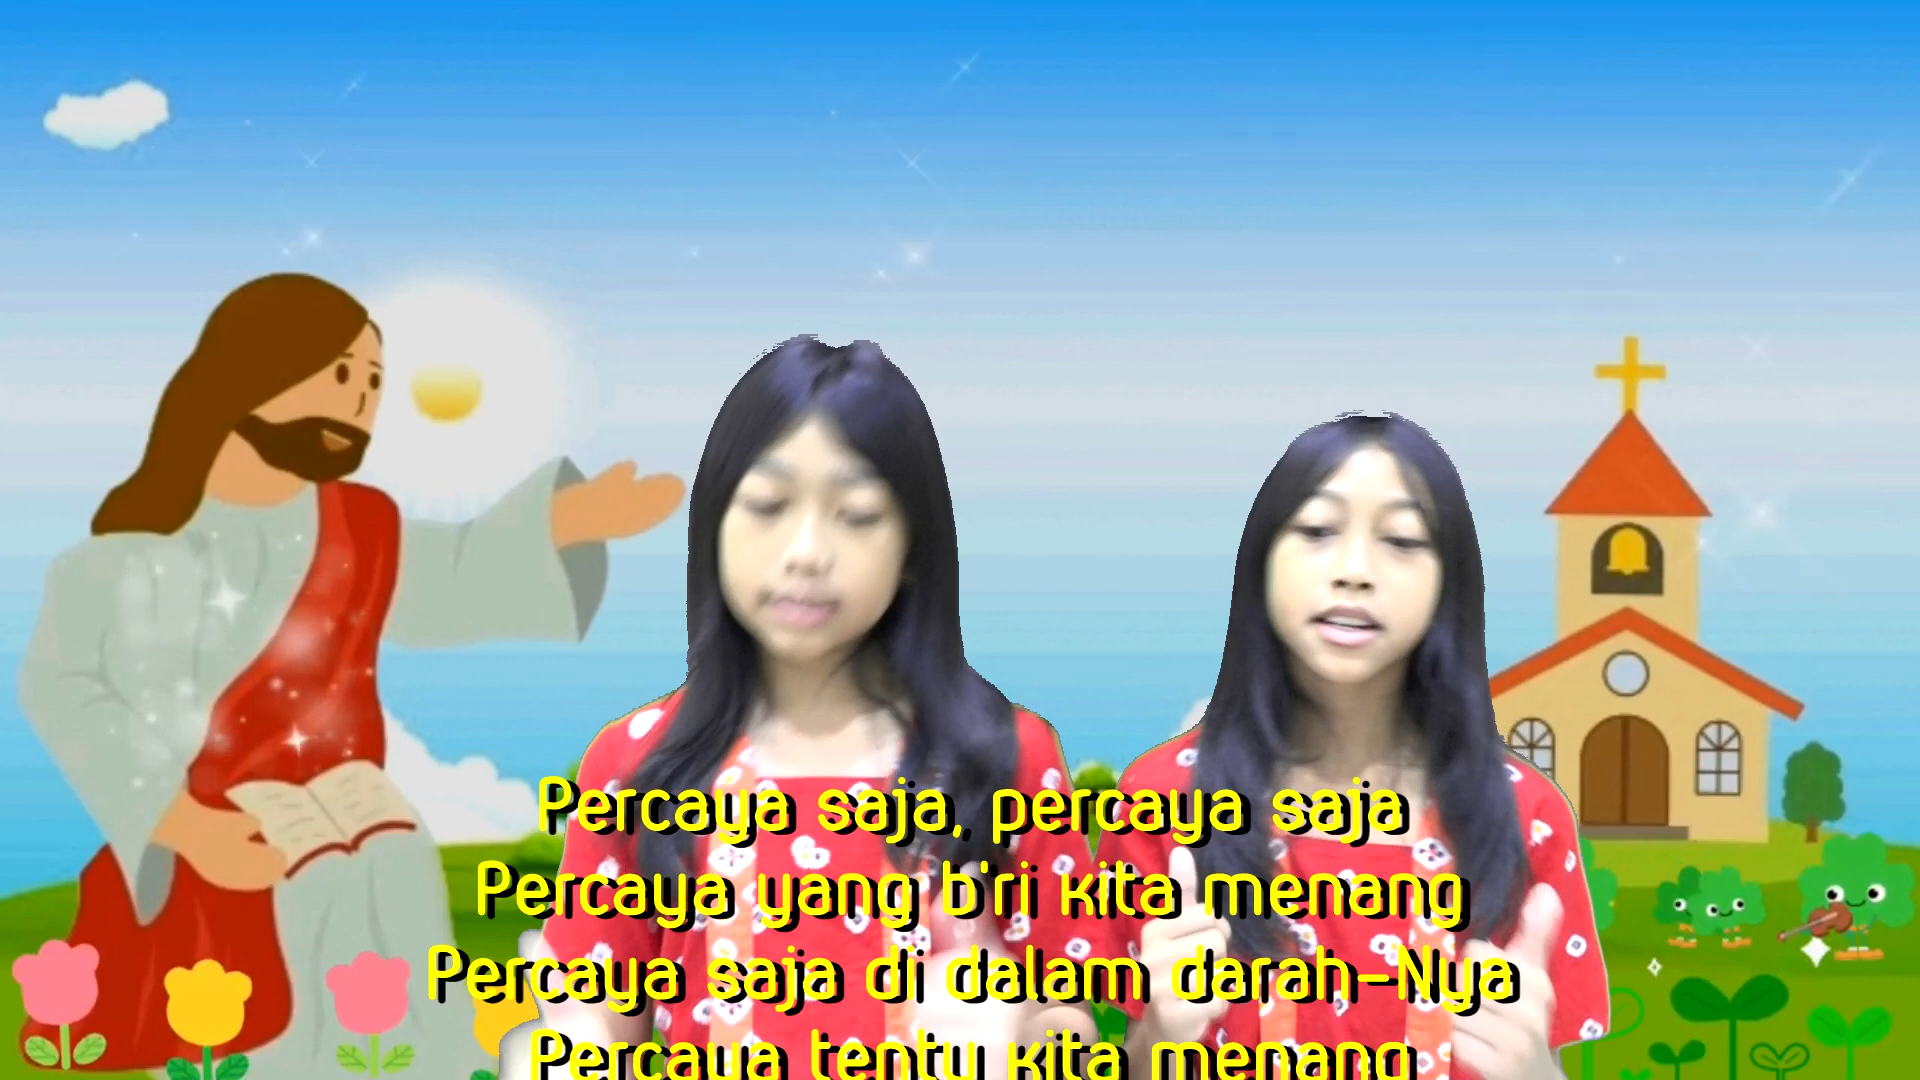 Percaya saja, percaya saja
Percaya yang b'ri kita menang
Percaya saja di dalam darah-Nya
Percaya tentu kita menang